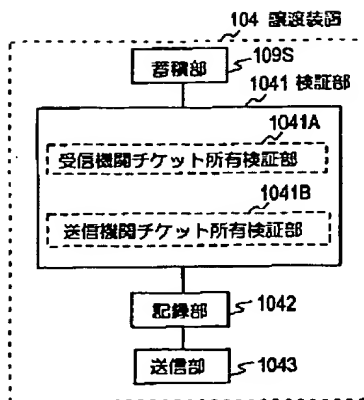 104 譲渡装置
蓄積部
109S
1041 検証部
1041A
受信機関チケット所有検証部
1041B
送信機関チケット所有検証部
記録部
1042
送信部
1043